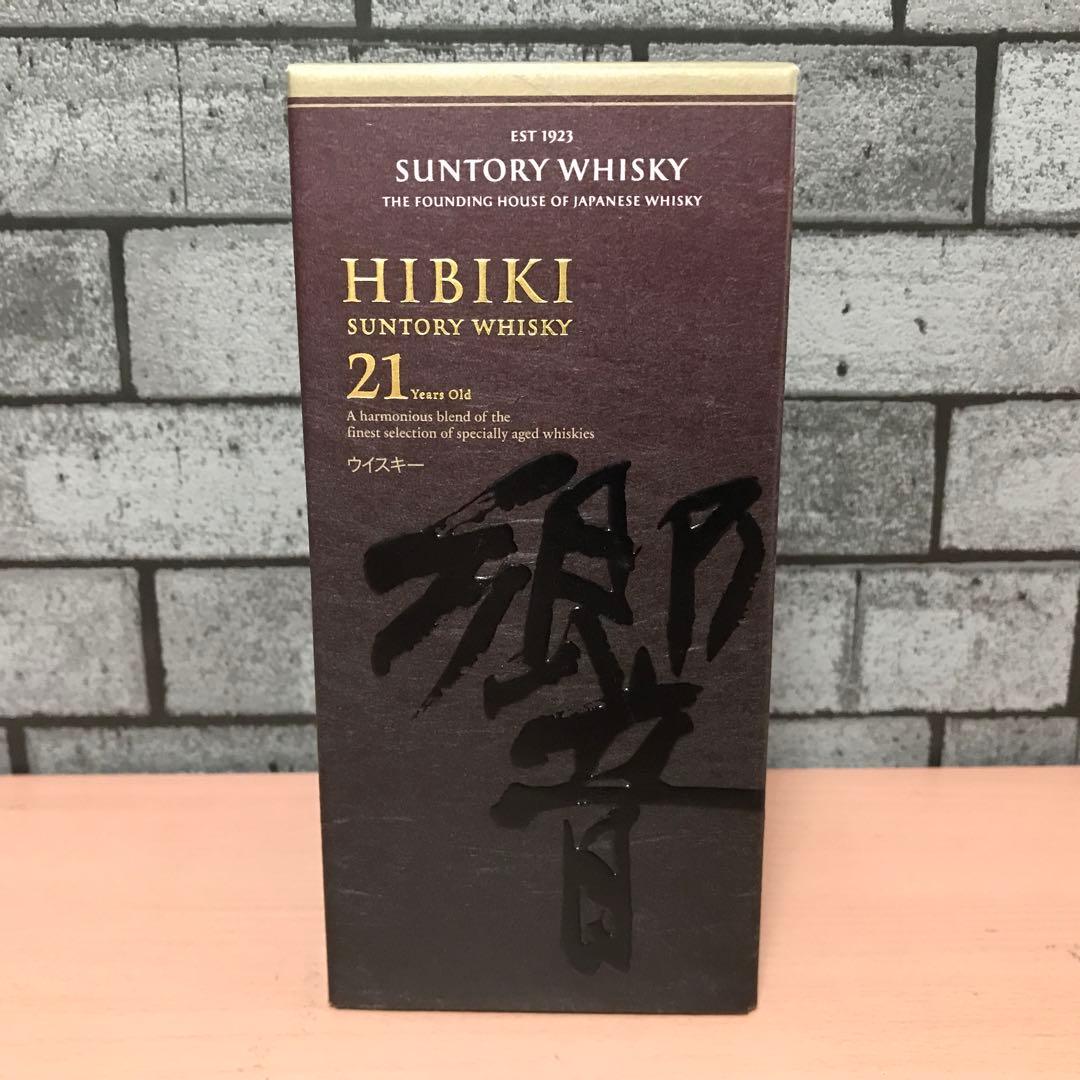 EST 1923
SUNTORY WHISKY
THE FOUNDING HOUSE OF JAPANESE WHISKY
HIBIKI
SUNTORY WHISKY
21 Years Old
A harmonious blend of the
finest selection of specially aged whiskies
ウイスキー
響